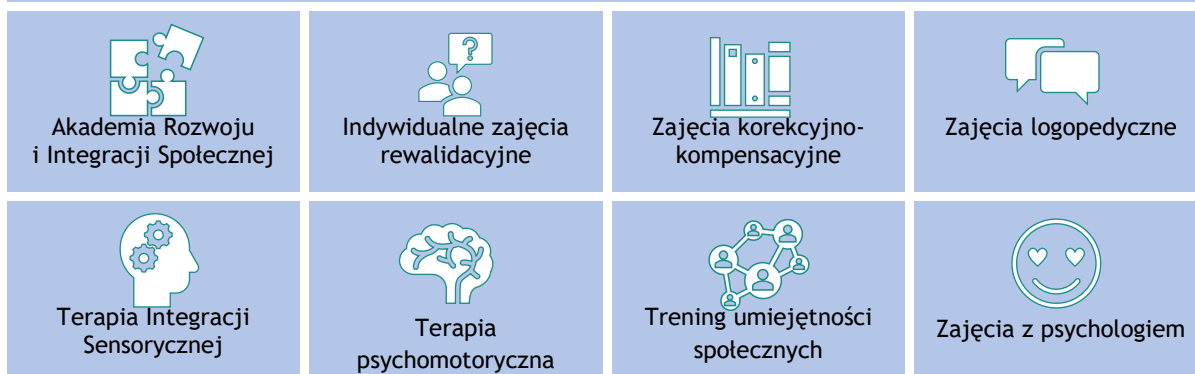 ?
Akademia Rozwoju
i Integracji Społecznej
Indywidualne zajęcia
rewalidacyjne
Zajęcia korekcyjno-
kompensacyjne
Zajęcia logopedyczne
Terapia Integracji
Sensorycznej
Terapia
psychomotoryczna
Trening umiejętności
społecznych
Zajęcia z psychologiem